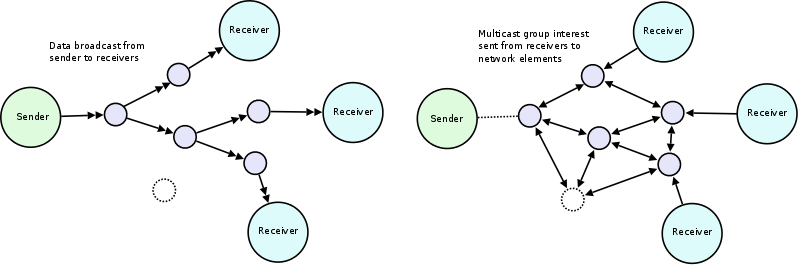 Data broadcast from
sender to receivers
Receiver
Sender
Receiver
Receiver
Multicast group interest
sent from receivers to
network elements
Receiver
Sender
Receiver
Receiver